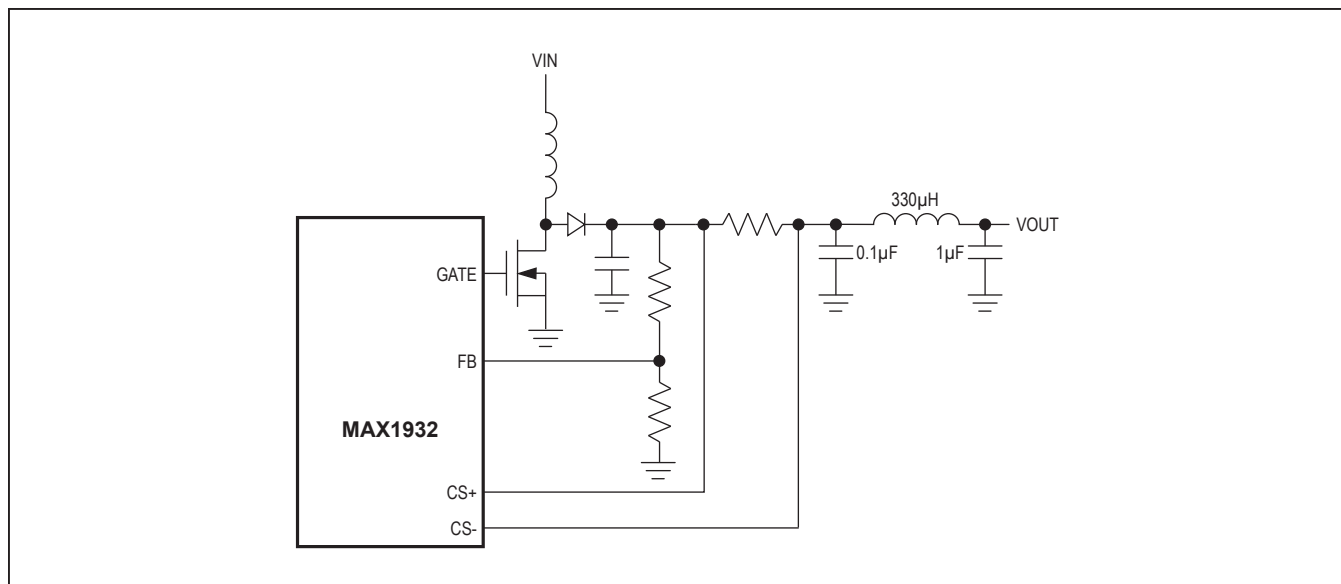 VIN
330µH
VOUT
0.1µF
1µF
GATE
FB
MAX1932
CS+
CS-